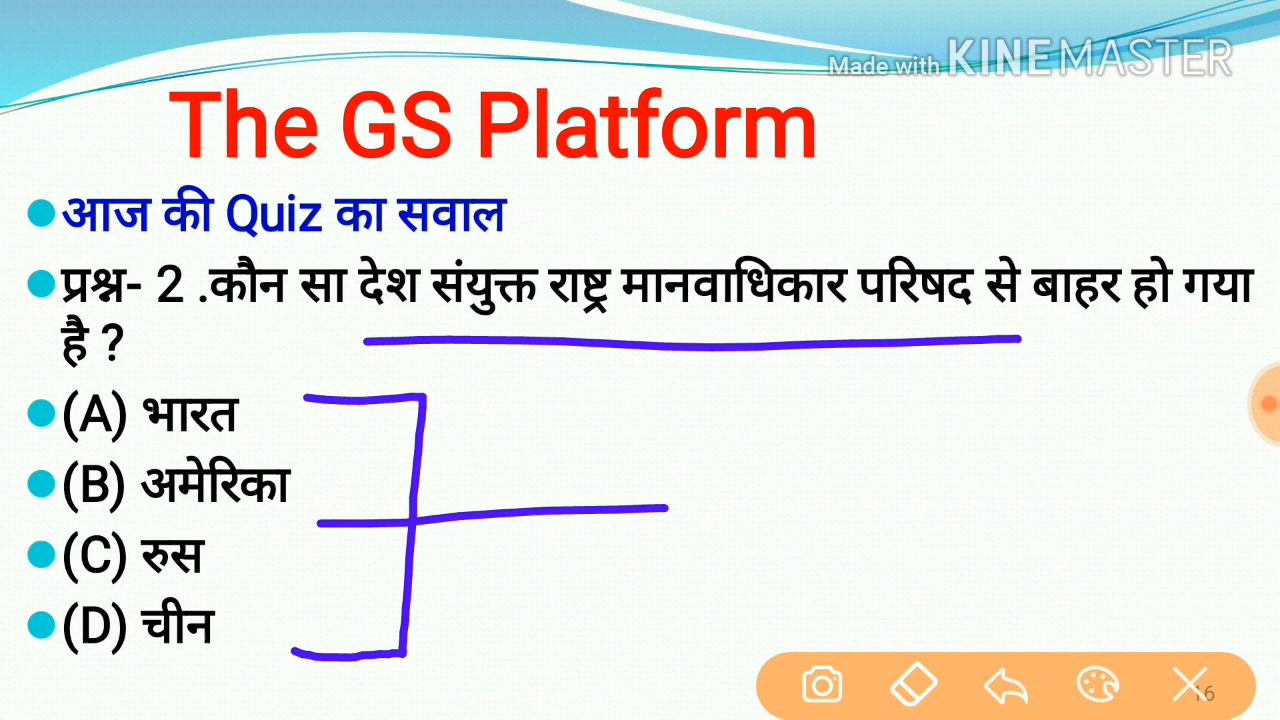 Made with KINEMASTER
The GS Platform
आज की Quiz का सवाल
प्रश्न- 2 .कौन सा देश संयुक्त राष्ट्र मानवाधिकार परिषद से बाहर हो गया
है ?
(A) भारत
(B) अमेरिका
(C) रुस
(D) चीन
16